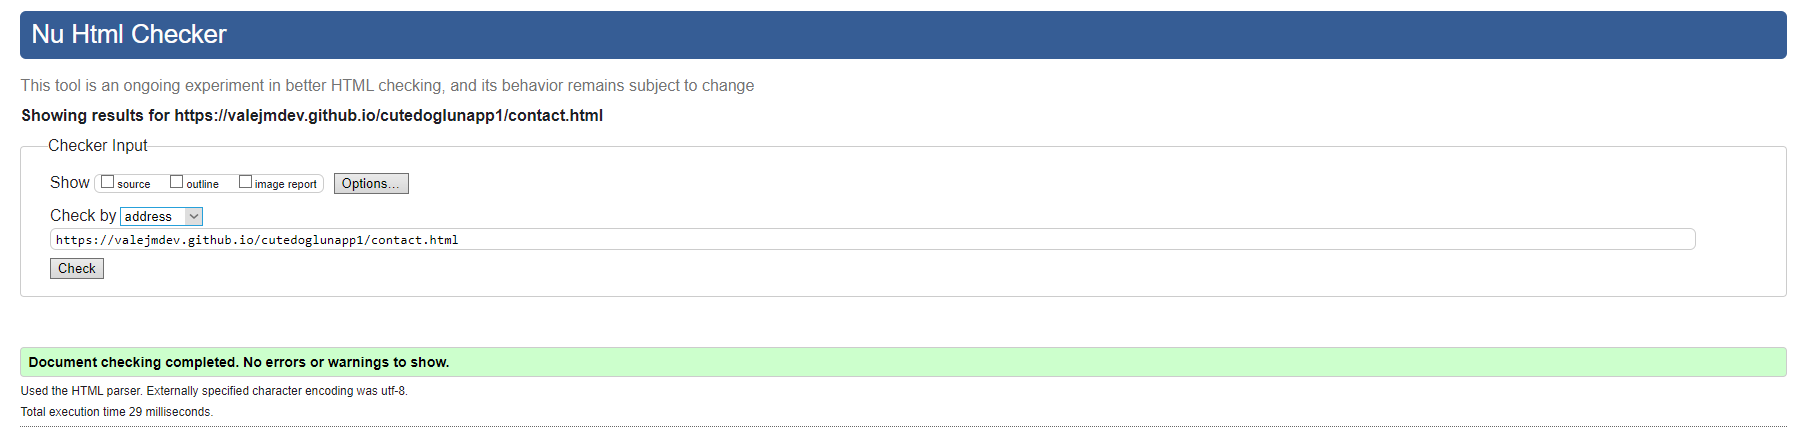 Nu Html Checker
This tool is an ongoing experiment in better HTML checking, and its behavior remains subject to change
Showing results for https://valejmdev.github.io/cutedoglunapp1/contact.html
Checker Input
Show source outline image report Options...
Check by address
https://valejmdev.github.io/cutedoglunapp1/contact.html
Check
Document checking completed. No errors or warnings to show.
Used the HTML parser. Externally specified character encoding was utf-8.
Total execution time 29 milliseconds.